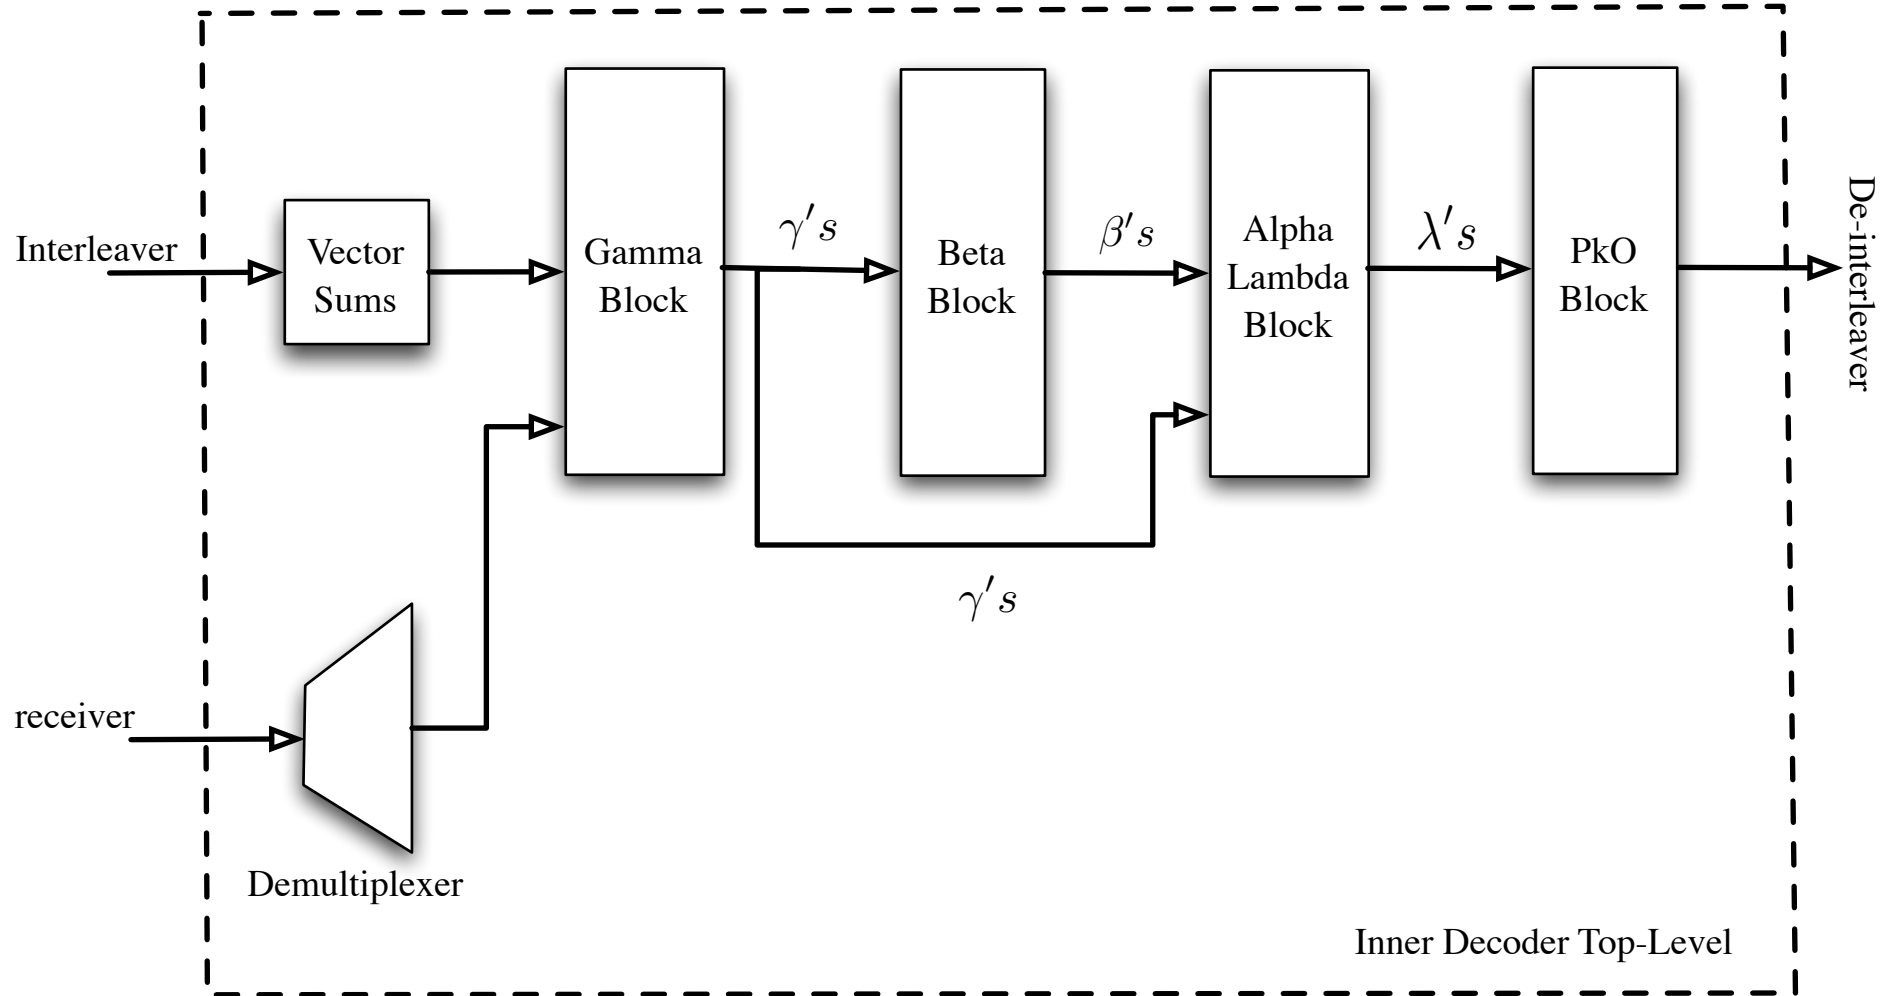 Interleaver
Vector
Sums
Gamma
Block
γ's
Beta
Block
β's
Alpha
Lambda
Block
λ's
PkO
Block
De-interleaver
γ's
receiver
Demultiplexer
Inner Decoder Top-Level